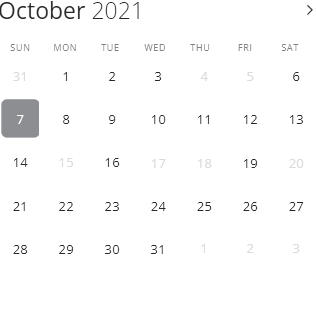 October 2021
SUN MON TUE WED THU FRI SAT
31 1 2 3 4 5 6
7 8 9 10 11 12 13
14 15 16 17 18 19 20
21 22 23 24 25 26 27
28 29 30 31 1 2 3